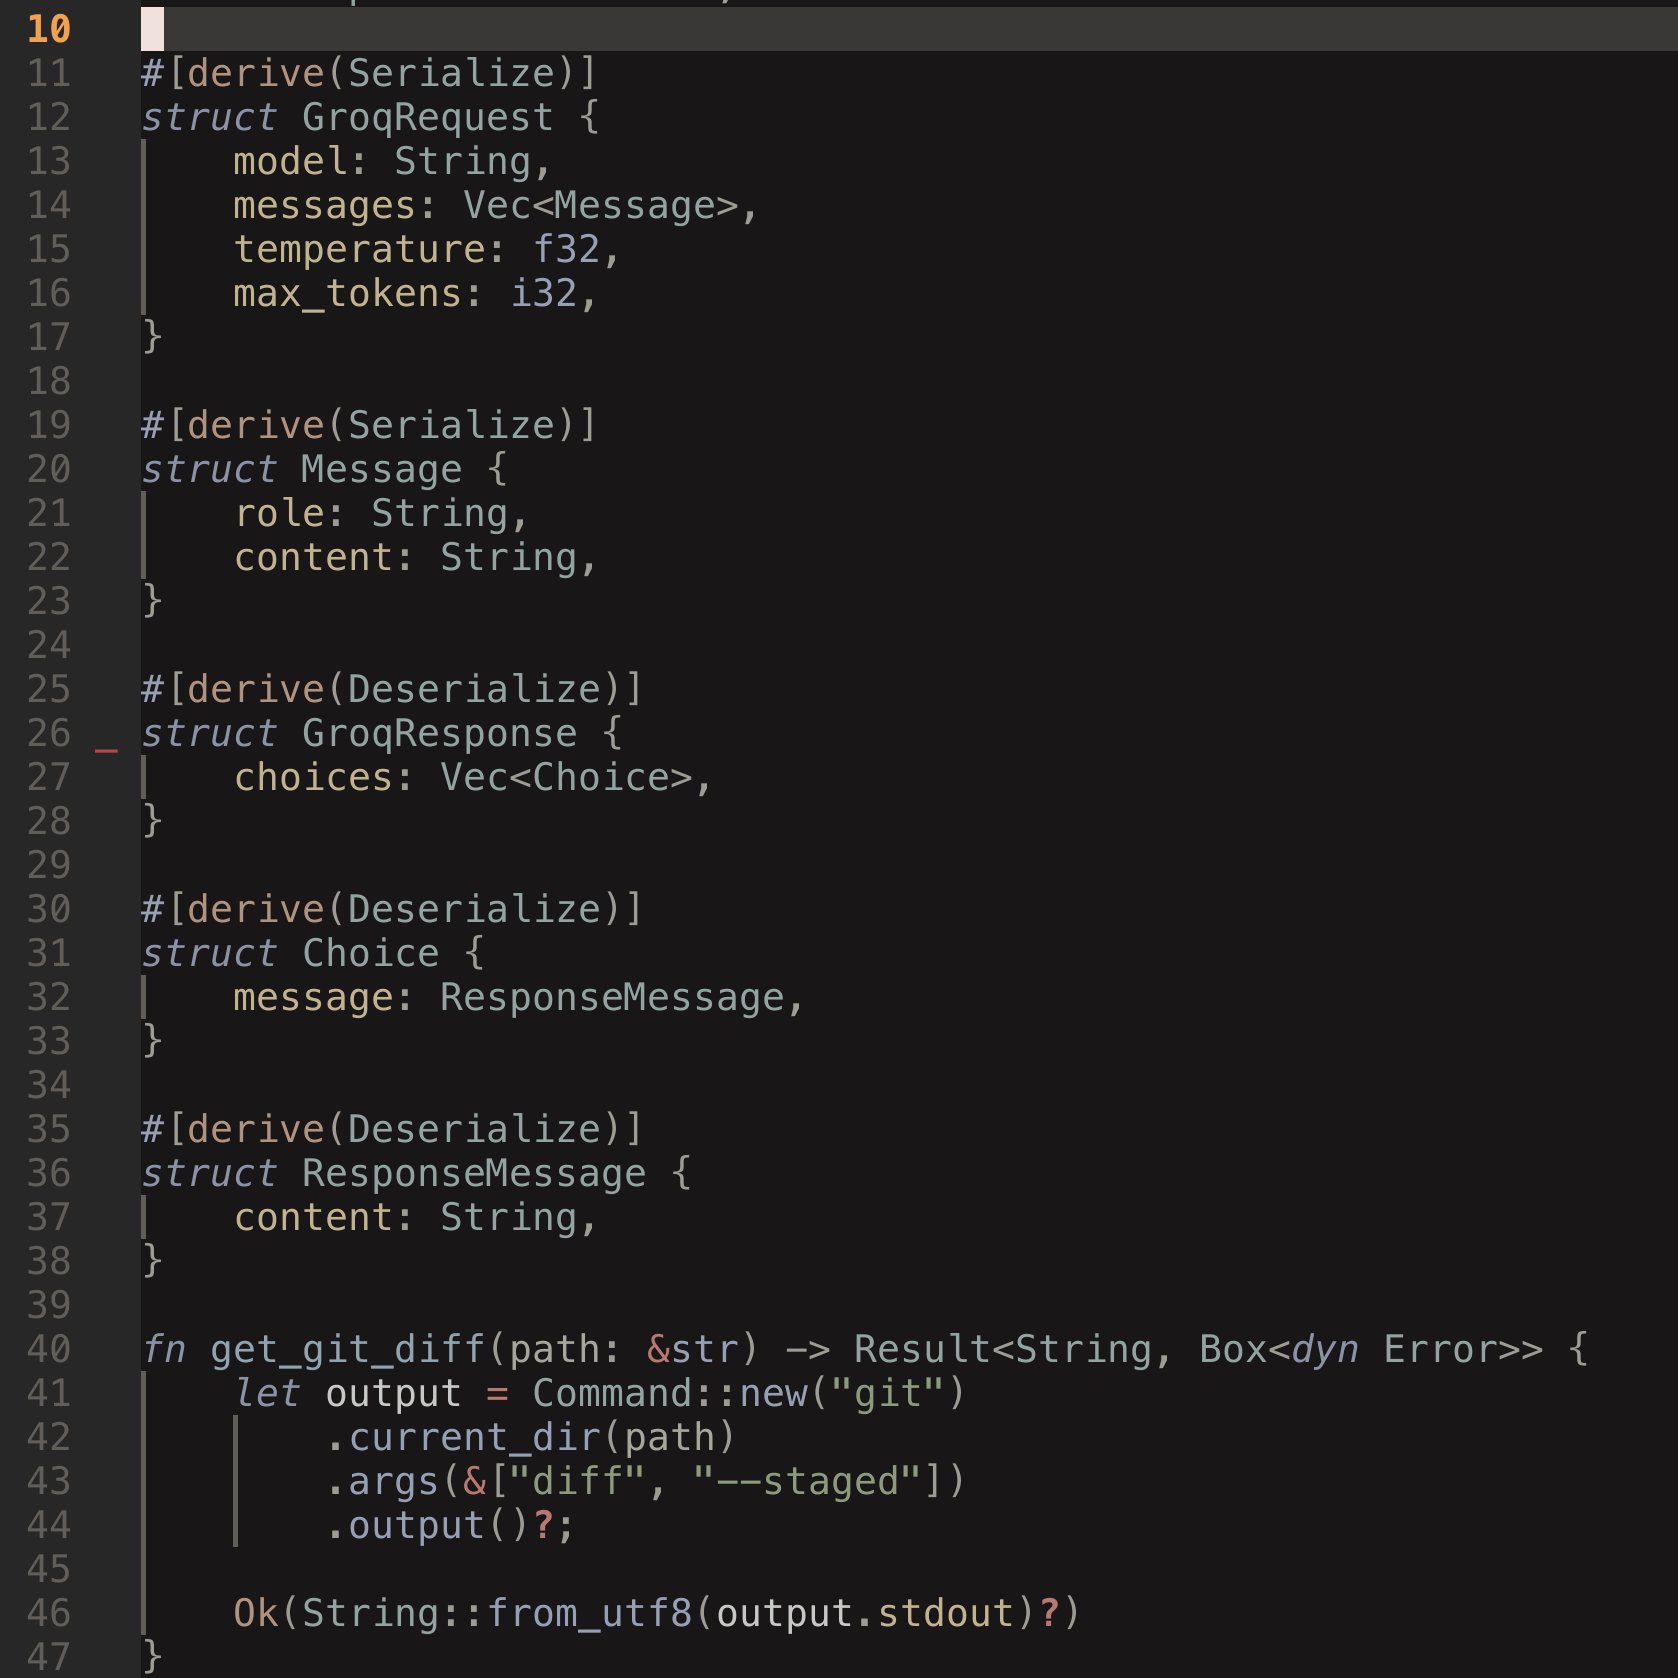 10
11 #[derive(Serialize)]
12 struct GroqRequest {
13     model: String,
14     messages: Vec<Message>,
15     temperature: f32,
16     max_tokens: i32,
17 }
18
19 #[derive(Serialize)]
20 struct Message {
21     role: String,
22     content: String,
23 }
24
25 #[derive(Deserialize)]
26 _ struct GroqResponse {
27     choices: Vec<Choice>,
28 }
29
30 #[derive(Deserialize)]
31 struct Choice {
32     message: ResponseMessage,
33 }
34
35 #[derive(Deserialize)]
36 struct ResponseMessage {
37     content: String,
38 }
39
40 fn get_git_diff(path: &str) -> Result<String, Box<dyn Error>> {
41     let output = Command::new("git")
42         .current_dir(path)
43         .args(&["diff", "--staged"])
44         .output()?;
45
46     Ok(String::from_utf8(output.stdout)?)
47 }